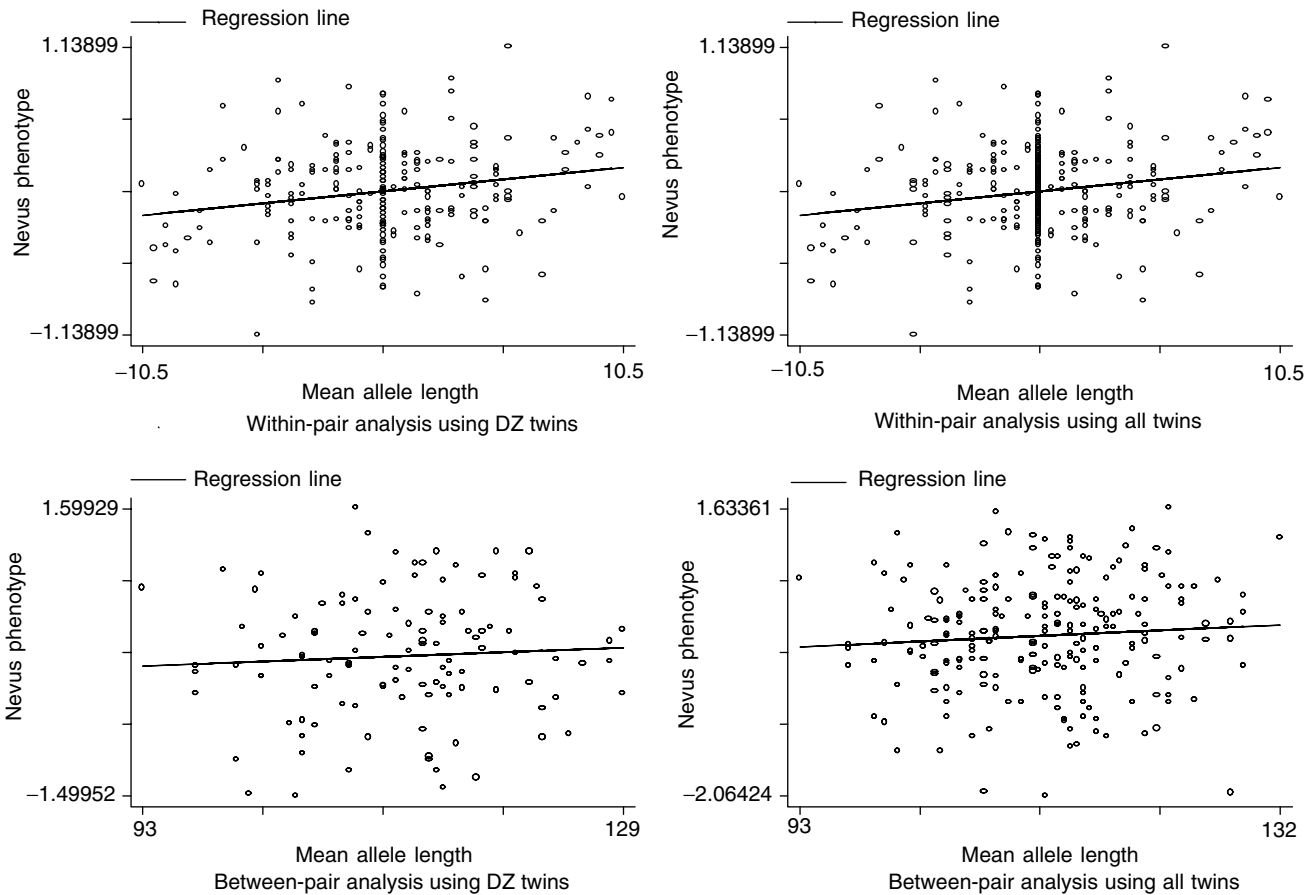 Regression line
1.13899
Nevus phenotype
−1.13899
−10.5
10.5
Mean allele length
Within-pair analysis using DZ twins
Regression line
1.13899
Nevus phenotype
−1.13899
−10.5
10.5
Mean allele length
Within-pair analysis using all twins
Regression line
1.59929
Nevus phenotype
−1.49952
93
129
Mean allele length
Between-pair analysis using DZ twins
Regression line
1.63361
Nevus phenotype
−2.06424
93
132
Mean allele length
Between-pair analysis using all twins